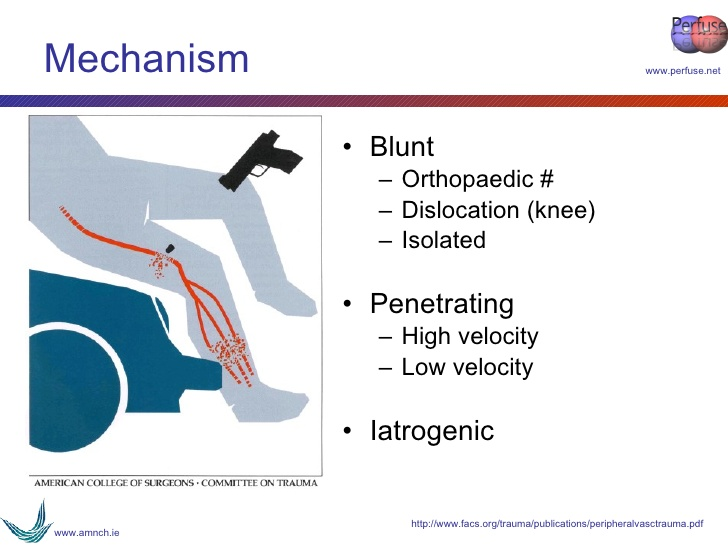 Mechanism
Perfuse
www.perfuse.net
• Blunt
– Orthopaedic #
– Dislocation (knee)
– Isolated
• Penetrating
– High velocity
– Low velocity
• Iatrogenic
AMERICAN COLLEGE OF SURGEONS • COMMITTEE ON TRAUMA
www.amnch.ie
http://www.facs.org/trauma/publications/peripheralvasctrauma.pdf